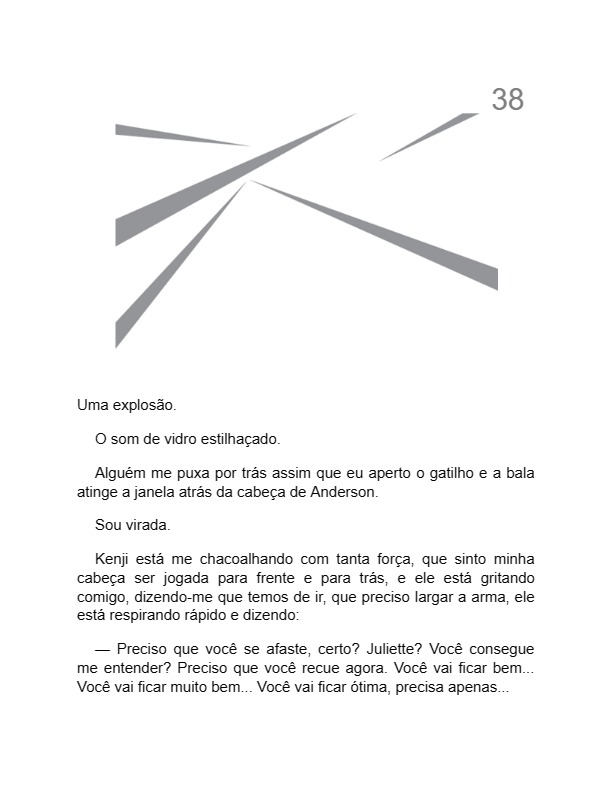 38
Uma explosão.
O som de vidro estilhaçado.
Alguém me puxa por trás assim que eu aperto o gatilho e a bala
atinge a janela atrás da cabeça de Anderson.
Sou virada.
Kenji está me chacoalhando com tanta força, que sinto minha
cabeça ser jogada para frente e para trás, e ele está gritando
comigo, dizendo-me que temos de ir, que preciso largar a arma, ele
está respirando rápido e dizendo:
— Preciso que você se afaste, certo? Juliette? Você consegue
me entender? Preciso que você recue agora. Você vai ficar bem...
Você vai ficar muito bem... Você vai ficar ótima, precisa apenas...